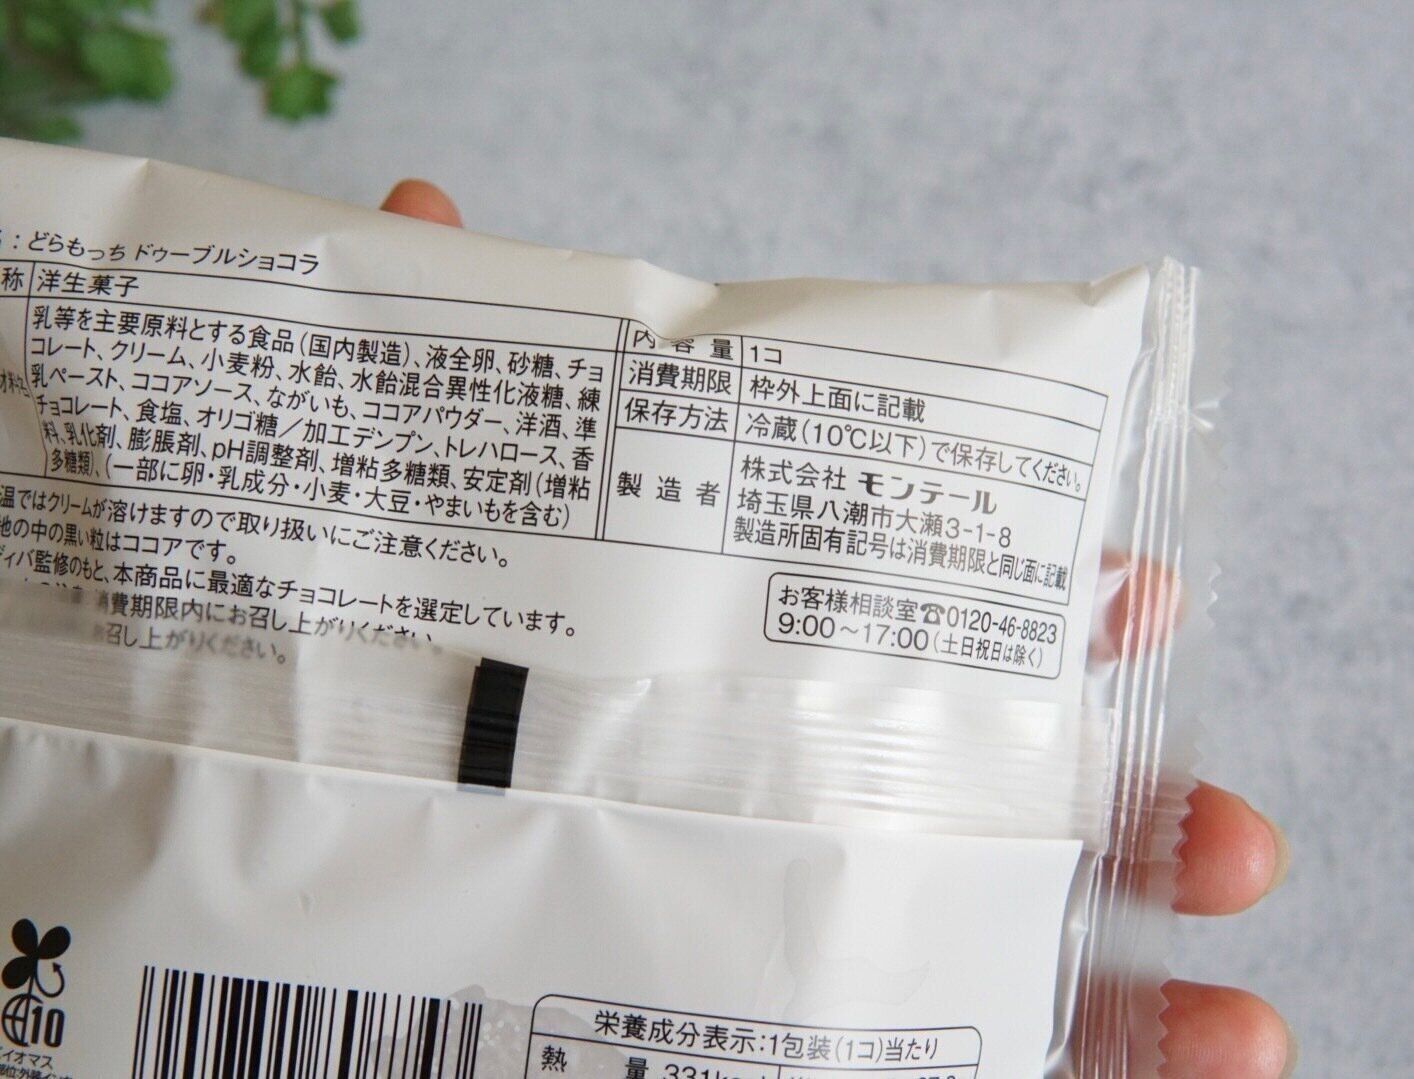 ：どらもっち ドゥーブルショコラ
称 洋生菓子
乳等を主要原料とする食品(国内製造)、液全卵、砂糖、チョ
コレート、クリーム、小麦粉、水飴、水飴混合異性化液糖、練
乳ペースト、ココアソース、ながいも、ココアパウダー、洋酒、準
チョコレート、食塩、オリゴ糖／加工デンプン、トレハロース、香
料、乳化剤、膨脹剤、pH調整剤、増粘多糖類、安定剤(増粘
多糖類)、(一部に卵・乳成分・小麦・大豆・やまいもを含む)
内容量 1コ
消費期限 枠外上面に記載
保存方法 冷蔵(10℃以下)で保存してください。
製造者 株式会社 モンテール
埼玉県八潮市大瀬3-1-8
製造所固有記号は消費期限と同じ面に記載
温ではクリームが溶けますので取り扱いにご注意ください。
地の中の黒い粒はココアです。
ディバ監修のもと、本商品に最適なチョコレートを選定しています。
費期限内にお召し上がりください。
召し上がりください。
お客様相談室☎0120-46-8823
9:00～17:00(土日祝日は除く)
10
イオマス
栄養成分表示:1包装(1コ)当たり
熱 量 331